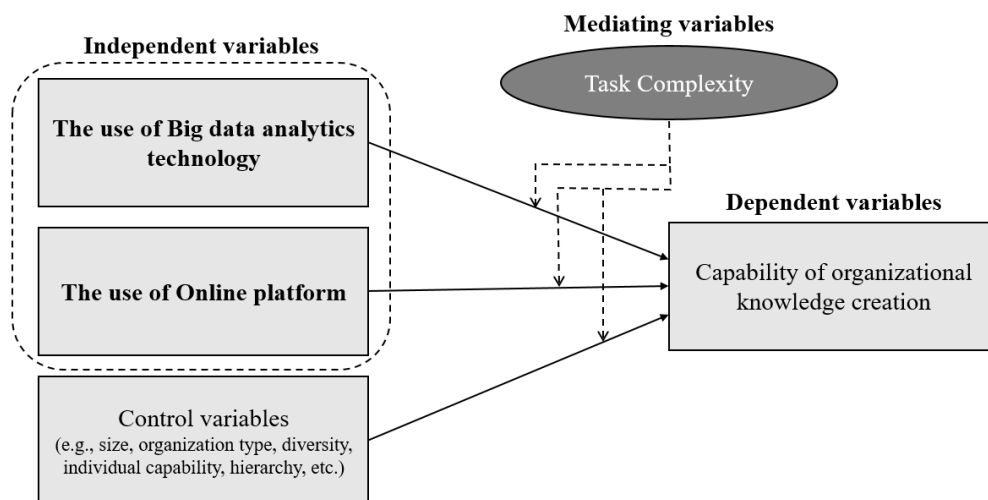 Mediating variables
Independent variables
Task Complexity
The use of Big data analytics
technology
Dependent variables
The use of Online platform
Capability of organizational
knowledge creation
Control variables
(e.g., size, organization type, diversity,
individual capability, hierarchy, etc.)